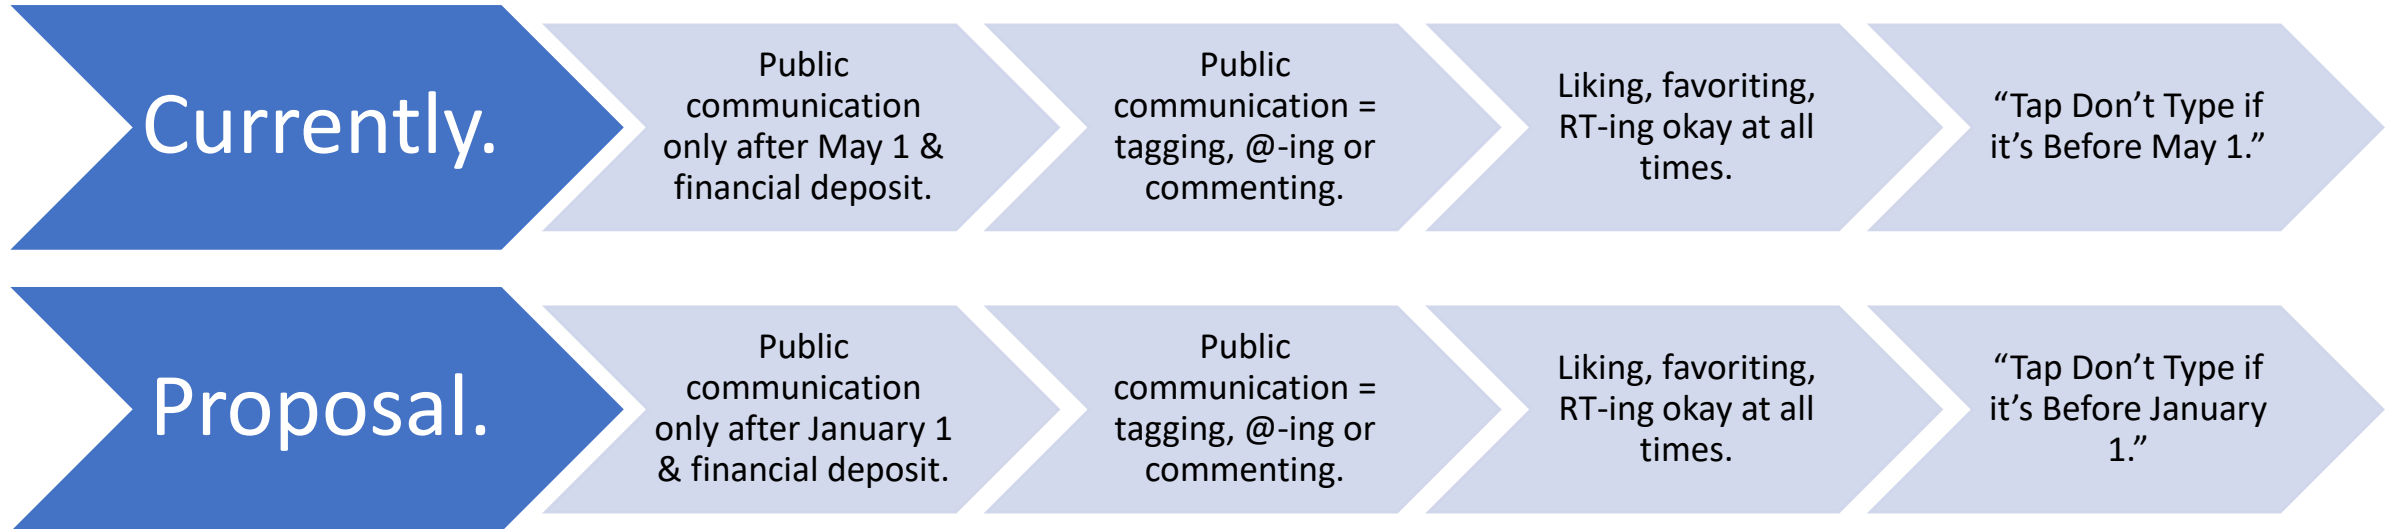 Currently.
Public
communication
only after May 1 &
financial deposit.
Public
communication =
tagging, @-ing or
commenting.
Liking, favoriting,
RT-ing okay at all
times.
“Tap Don’t Type if
it’s Before May 1.”
Proposal.
Public
communication
only after January 1
& financial deposit.
Public
communication =
tagging, @-ing or
commenting.
Liking, favoriting,
RT-ing okay at all
times.
“Tap Don’t Type if
it’s Before January
1.”